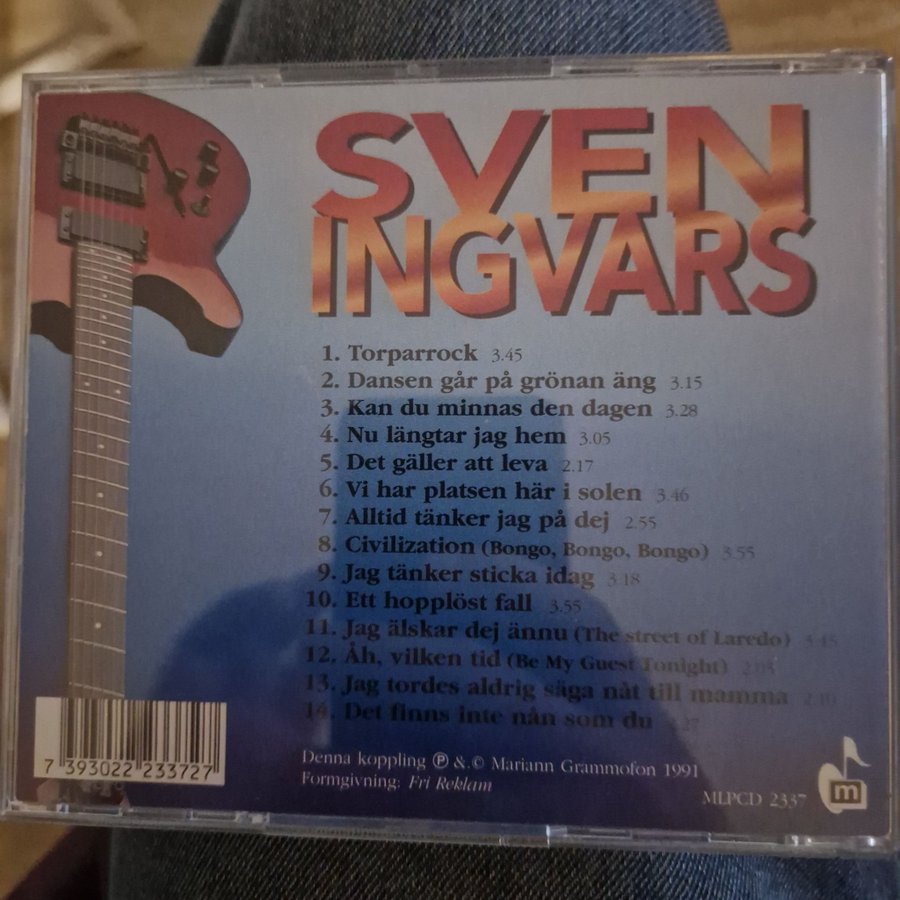 SVEN
INGVARS
1. Torparrock 3.45
2. Dansen går på grönan äng 3.15
3. Kan du minnas den dagen 3.28
4. Nu längtar jag hem 3.05
5. Det gäller att leva 2.17
6. Vi har platsen här i solen 3.46
7. Alltid tänker jag på dej 2.55
8. Civilization (Bongo, Bongo, Bongo) 3.55
9. Jag tänker sticka idag 3.18
10. Ett hopplöst fall 3.55
11. Jag älskar dej ännu (The street of Laredo)
12. Åh, vilken tid (Be My Guest Tonight)
13. Jag tordes aldrig säga nåt till mamma
14. Det finns inte nån som du
Denna koppling ℗ &.© Mariann Grammofon 1991
Formgivning: Fri Reklam
MLPCD 2337
m
7 393022 233727